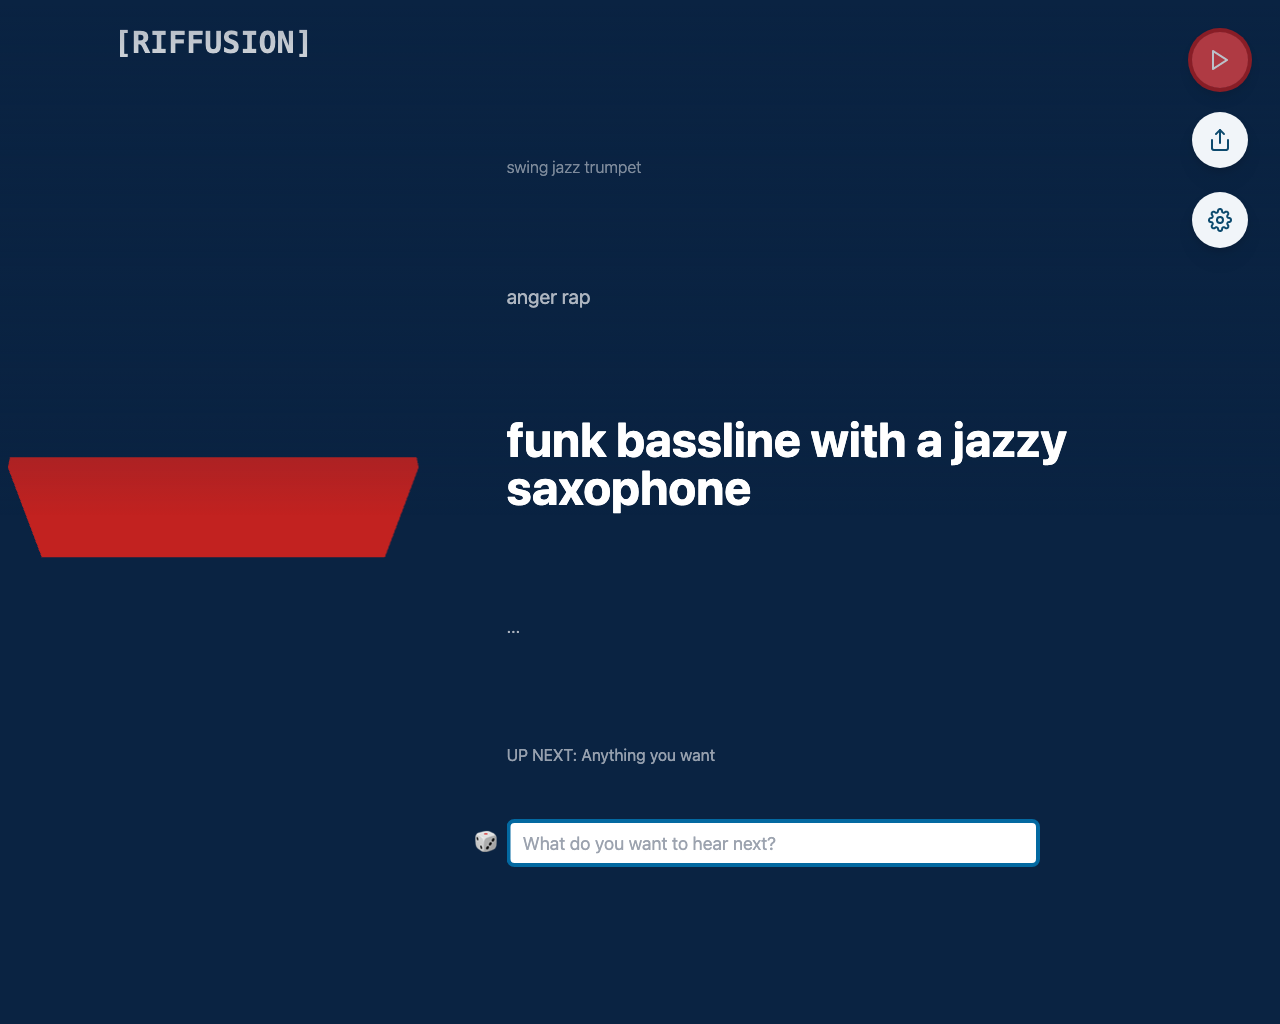 [RIFFUSION]
swing jazz trumpet
anger rap
funk bassline with a jazzy
saxophone
...
UP NEXT: Anything you want
What do you want to hear next?